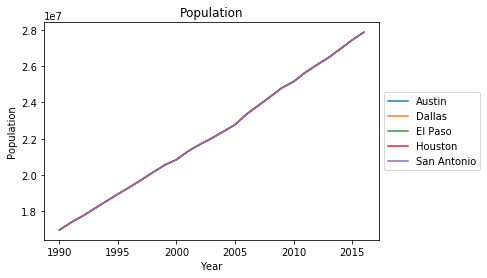 Population
1e7
2.8
2.6
2.4
2.2
2.0
1.8
Population
1990
1995
2000
2005
2010
2015
Year
Austin
Dallas
El Paso
Houston
San Antonio